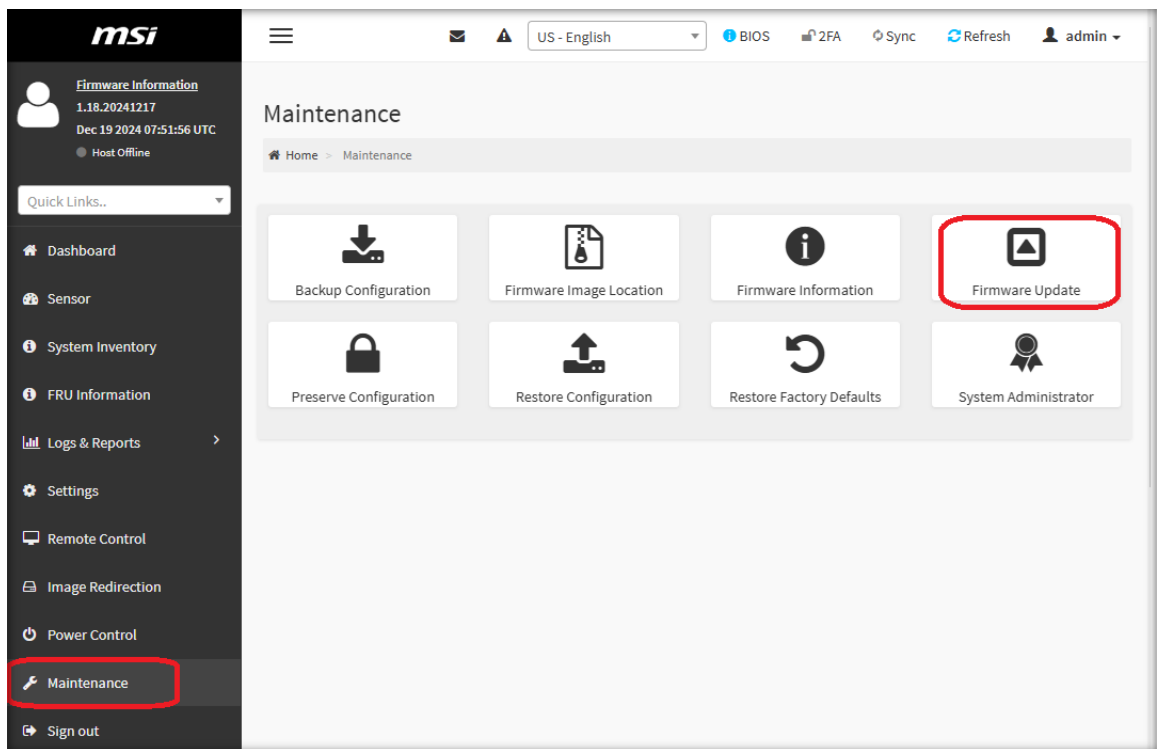 msi
US - English
BIOS
2FA
Sync
Refresh
admin
Firmware Information
1.18.20241217
Dec 19 2024 07:51:56 UTC
Host Offline
Quick Links..
Dashboard
Sensor
System Inventory
FRU Information
Logs & Reports
Settings
Remote Control
Image Redirection
Power Control
Maintenance
Sign out
Maintenance
Home > Maintenance
Backup Configuration
Firmware Image Location
Firmware Information
Firmware Update
Preserve Configuration
Restore Configuration
Restore Factory Defaults
System Administrator